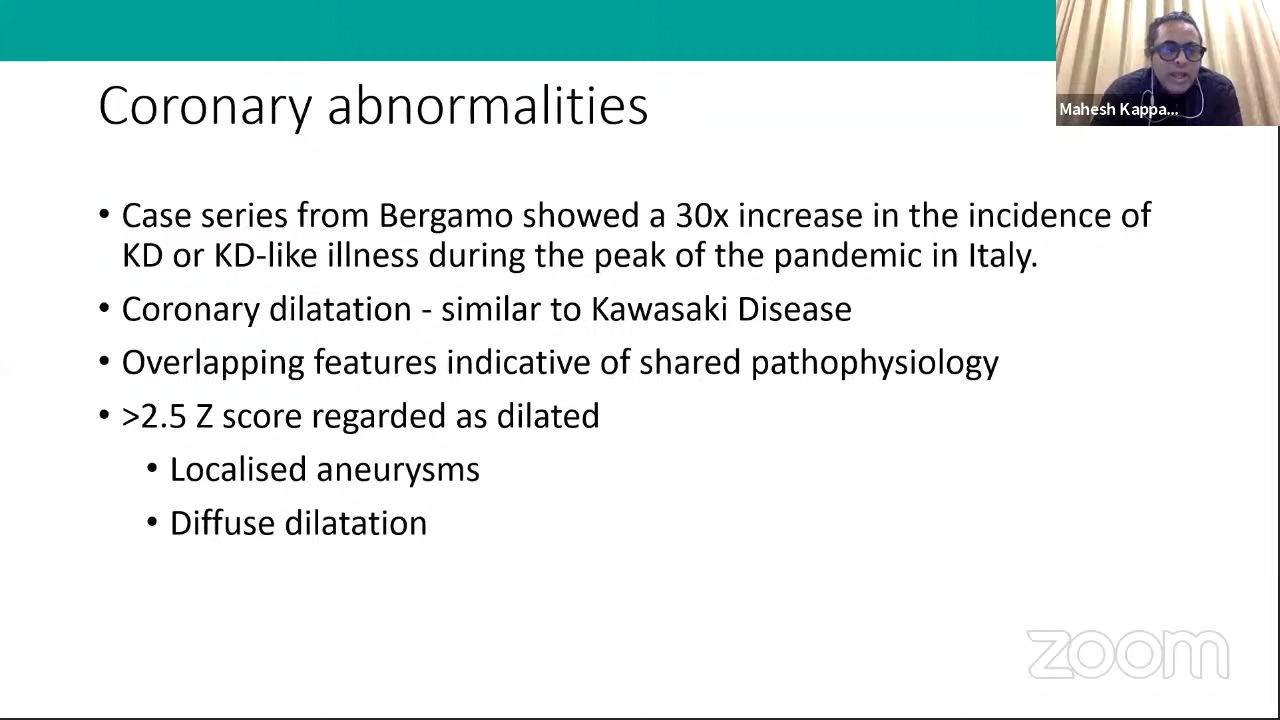 Coronary abnormalities
Mahesh Kappa...
• Case series from Bergamo showed a 30x increase in the incidence of
KD or KD-like illness during the peak of the pandemic in Italy.
• Coronary dilatation - similar to Kawasaki Disease
• Overlapping features indicative of shared pathophysiology
• >2.5 Z score regarded as dilated
• Localised aneurysms
• Diffuse dilatation
zoom